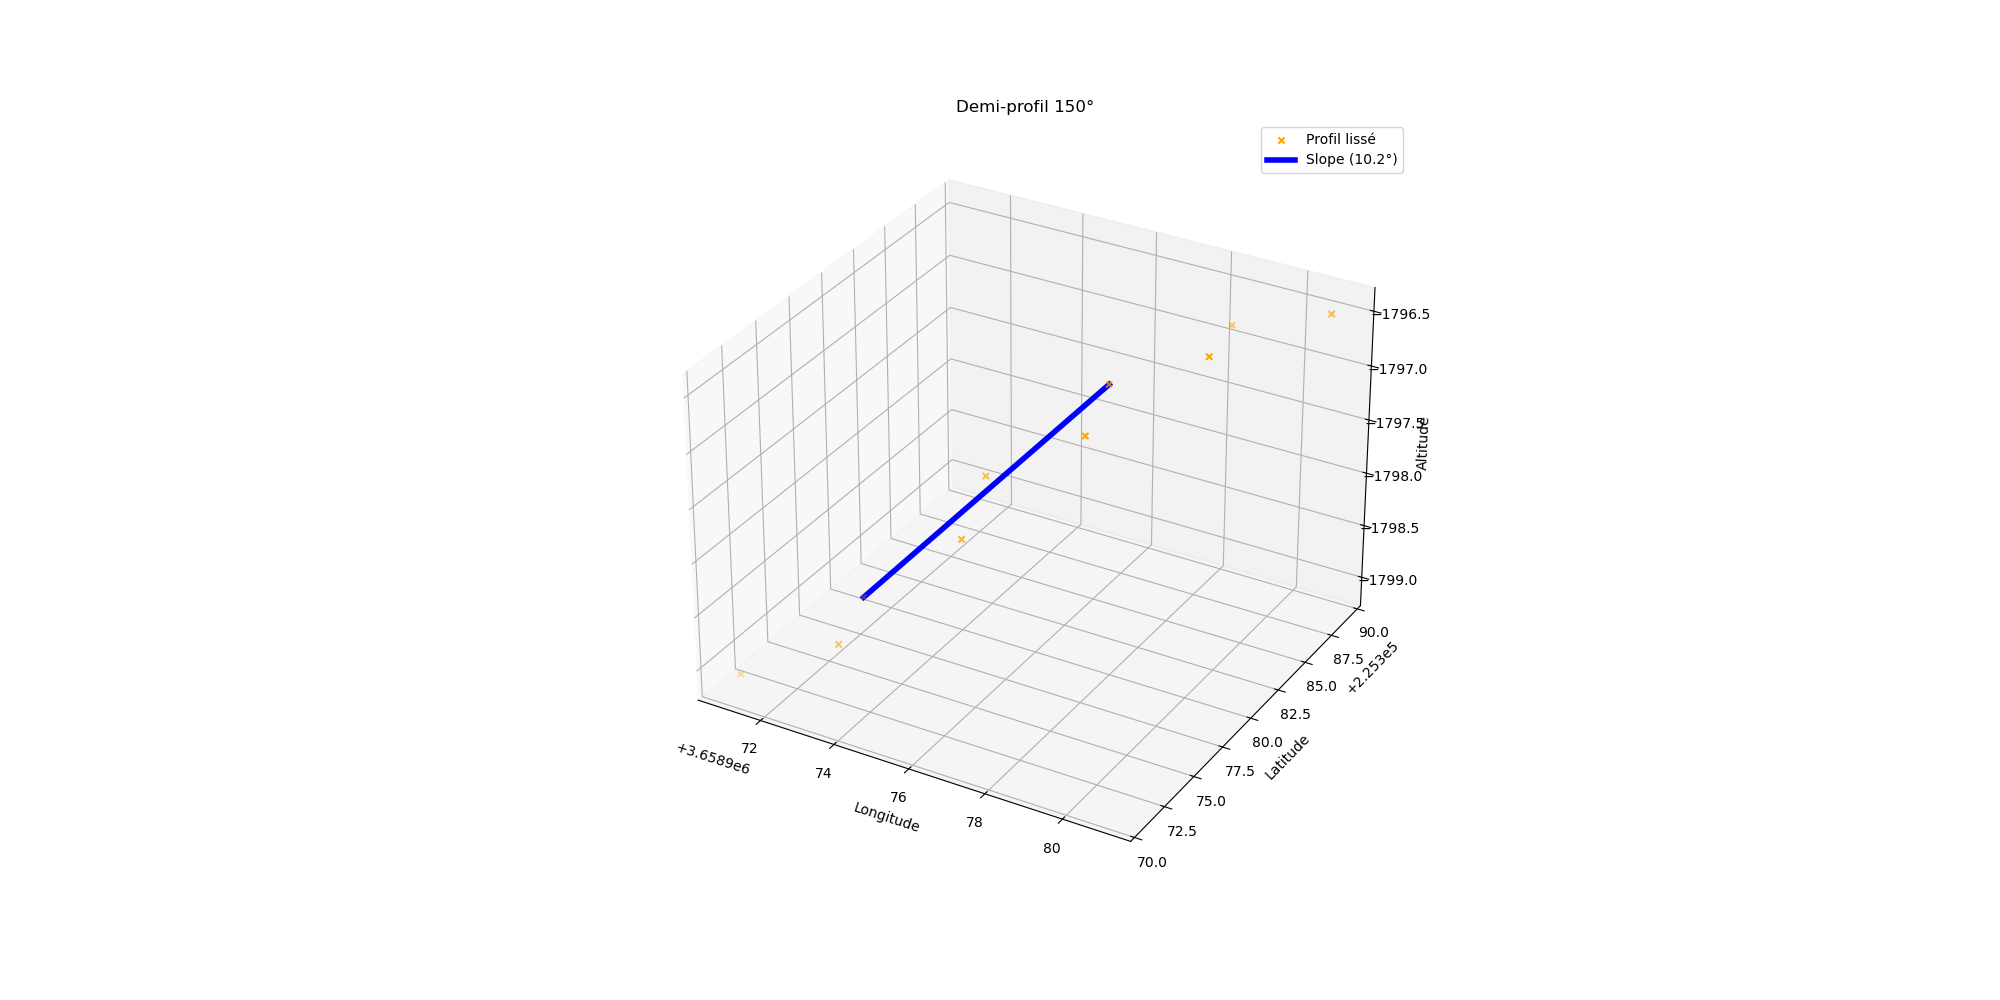 Demi-profil 150°
Profil lissé
Slope (10.2°)
−1796.5
−1797.0
−1797.5
−1798.0
−1798.5
−1799.0
Altitude
90.0
87.5
85.0
82.5
80.0
77.5
75.0
72.5
70.0
+2.253e5
Latitude
72
74
76
78
80
+3.6589e6
Longitude